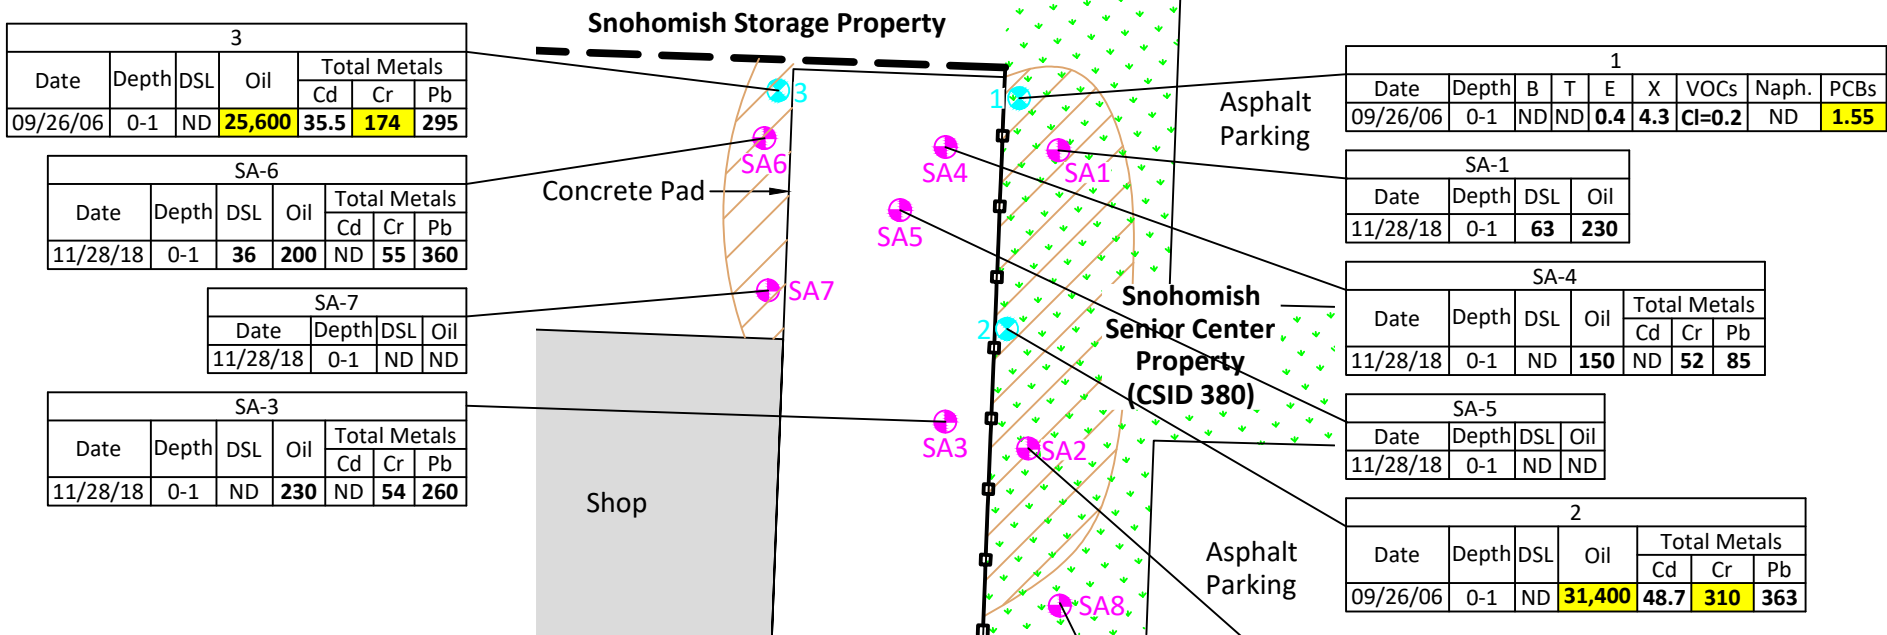 Snohomish Storage Property
3
Date Depth DSL Oil Total Metals
Cd Cr Pb
09/26/06 0-1 ND 25,600 35.5 174 295
SA-6
Date Depth DSL Oil Total Metals
Cd Cr Pb
11/28/18 0-1 36 200 ND 55 360
SA-7
Date Depth DSL Oil
11/28/18 0-1 ND ND
SA-3
Date Depth DSL Oil Total Metals
Cd Cr Pb
11/28/18 0-1 ND 230 ND 54 260
3
SA6
Concrete Pad
SA7
SA4
SA5
SA3
Shop
1
SA1
2
SA2
SA8
Asphalt
Parking
Snohomish
Senior Center
Property
(CSID 380)
Asphalt
Parking
1
Date Depth B T E X VOCs Naph. PCBs
09/26/06 0-1 ND ND 0.4 4.3 Cl=0.2 ND 1.55
SA-1
Date Depth DSL Oil
11/28/18 0-1 63 230
SA-4
Date Depth DSL Oil Total Metals
Cd Cr Pb
11/28/18 0-1 ND 150 ND 52 85
SA-5
Date Depth DSL Oil
11/28/18 0-1 ND ND
2
Date Depth DSL Oil Total Metals
Cd Cr Pb
09/26/06 0-1 ND 31,400 48.7 310 363